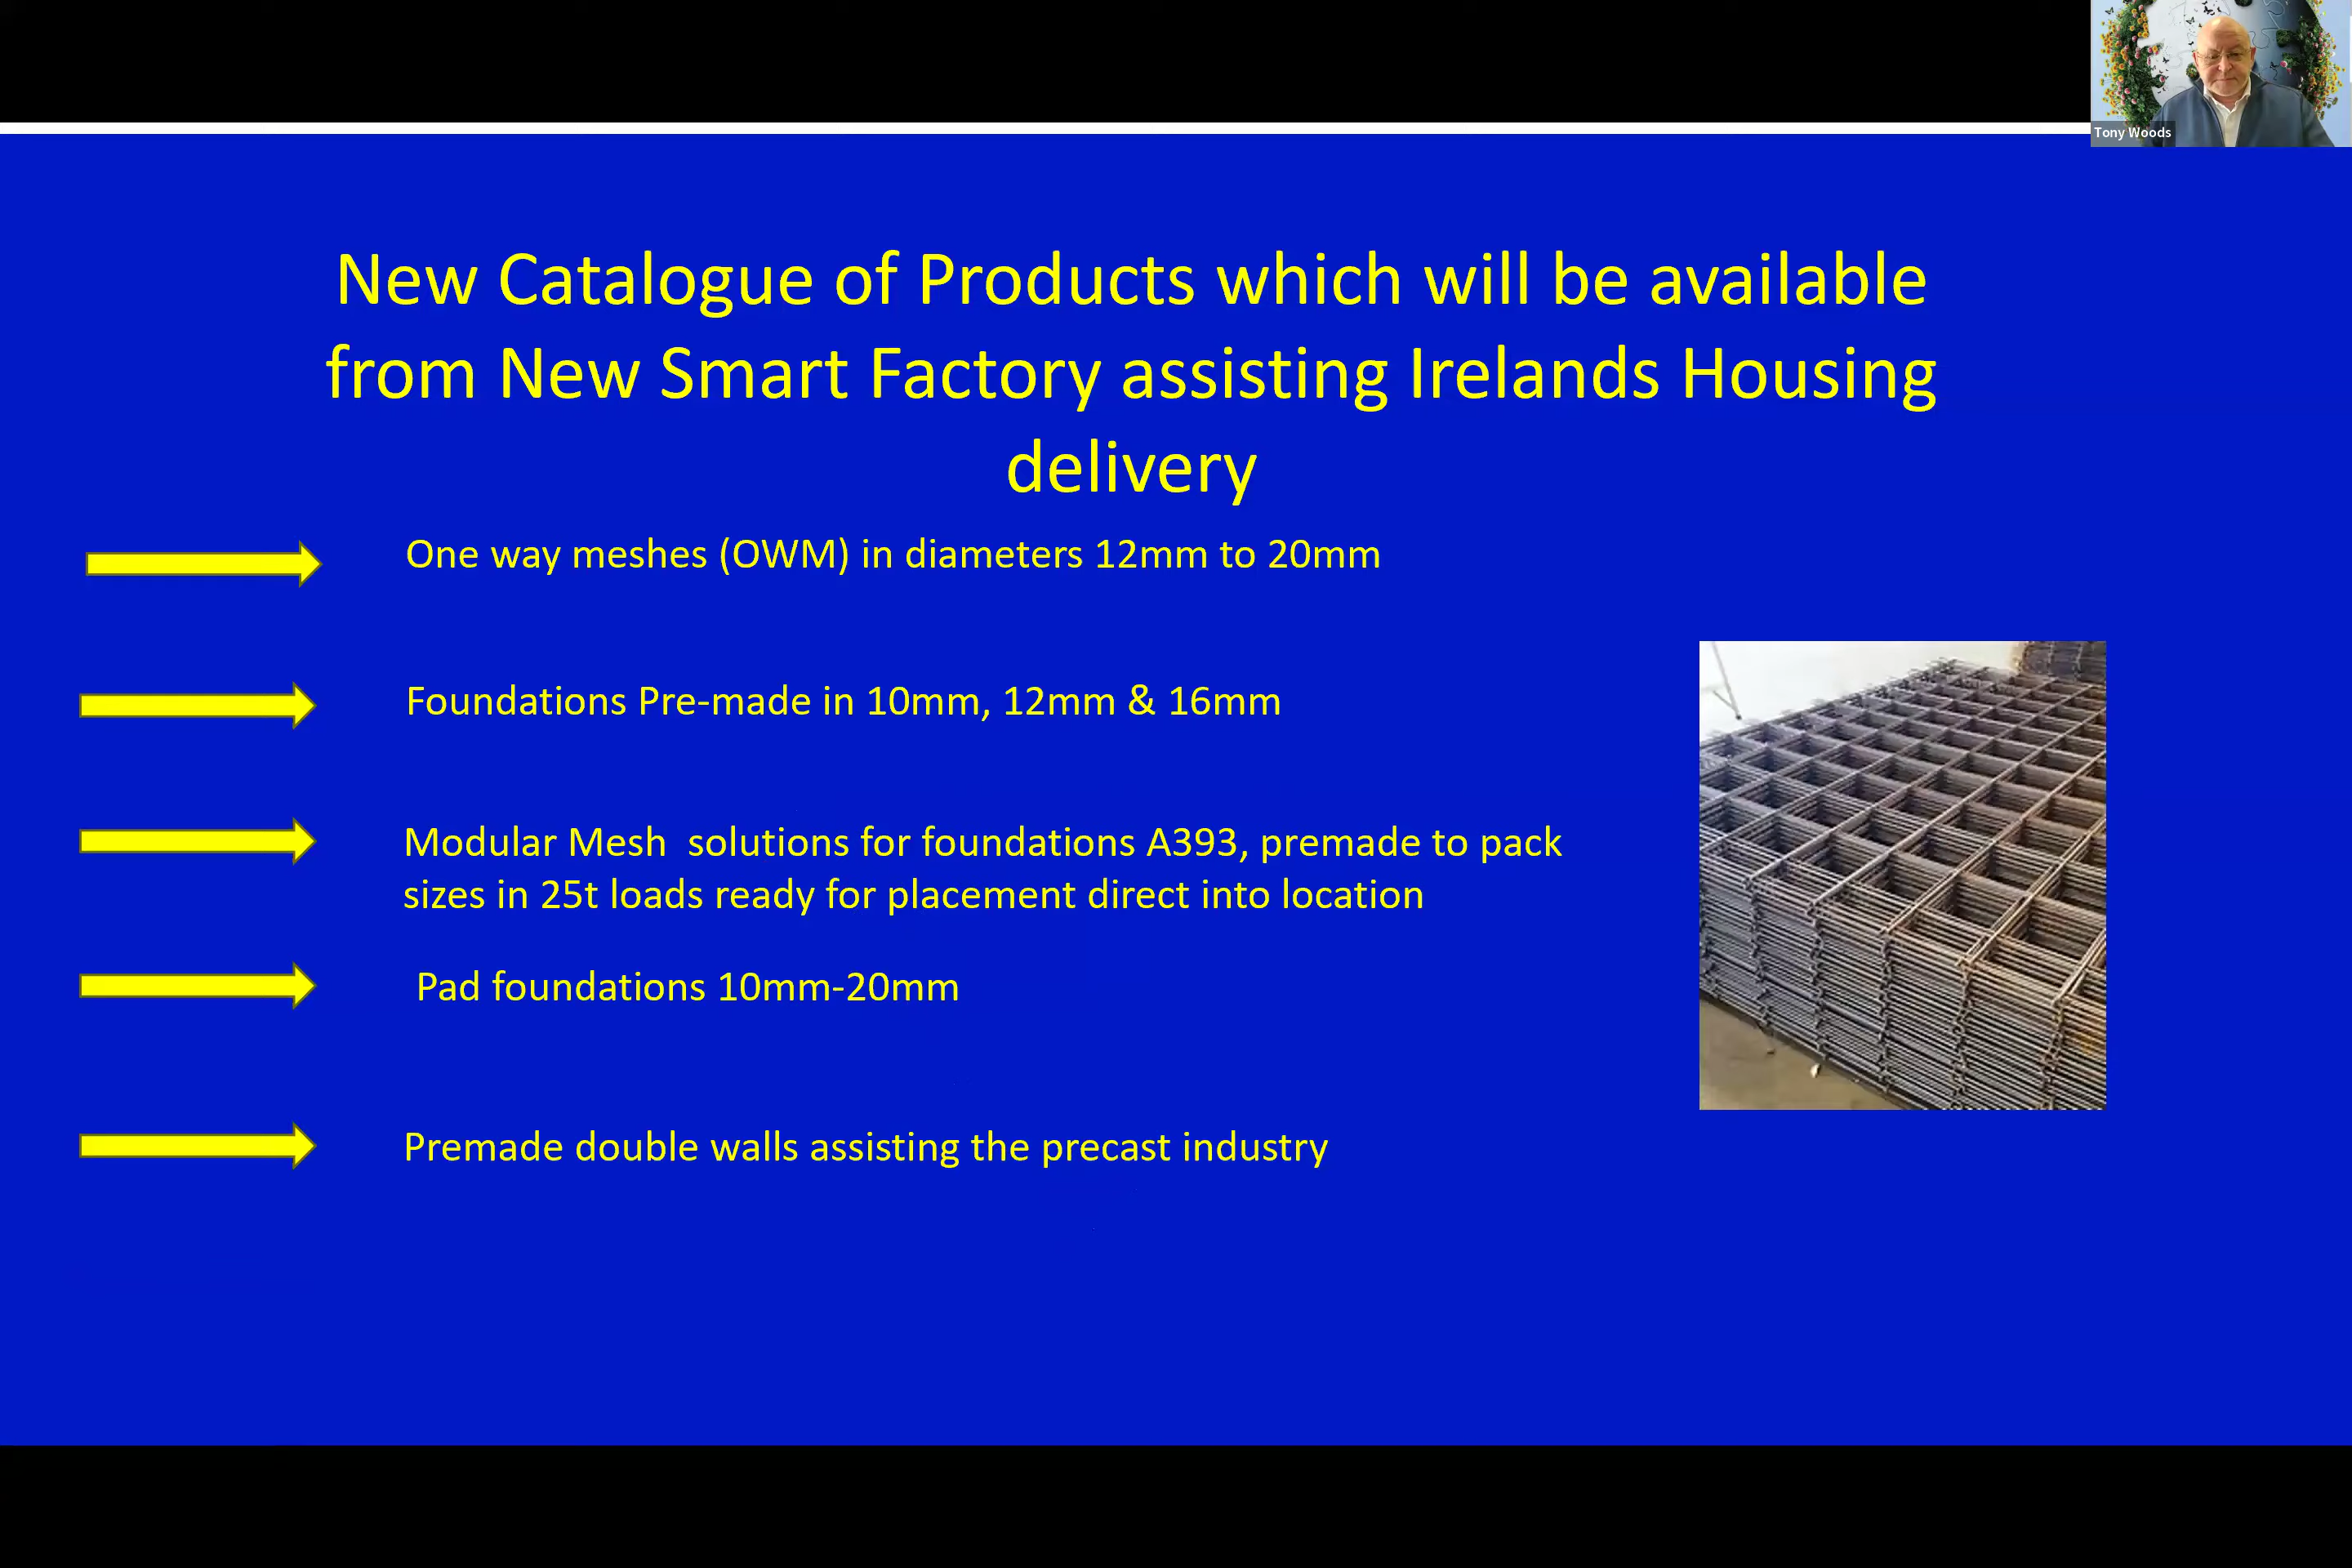 Tony Woods
New Catalogue of Products which will be available
from New Smart Factory assisting Irelands Housing
delivery
One way meshes (OWM) in diameters 12mm to 20mm
Foundations Pre-made in 10mm, 12mm & 16mm
Modular Mesh  solutions for foundations A393, premade to pack
sizes in 25t loads ready for placement direct into location
Pad foundations 10mm-20mm
Premade double walls assisting the precast industry